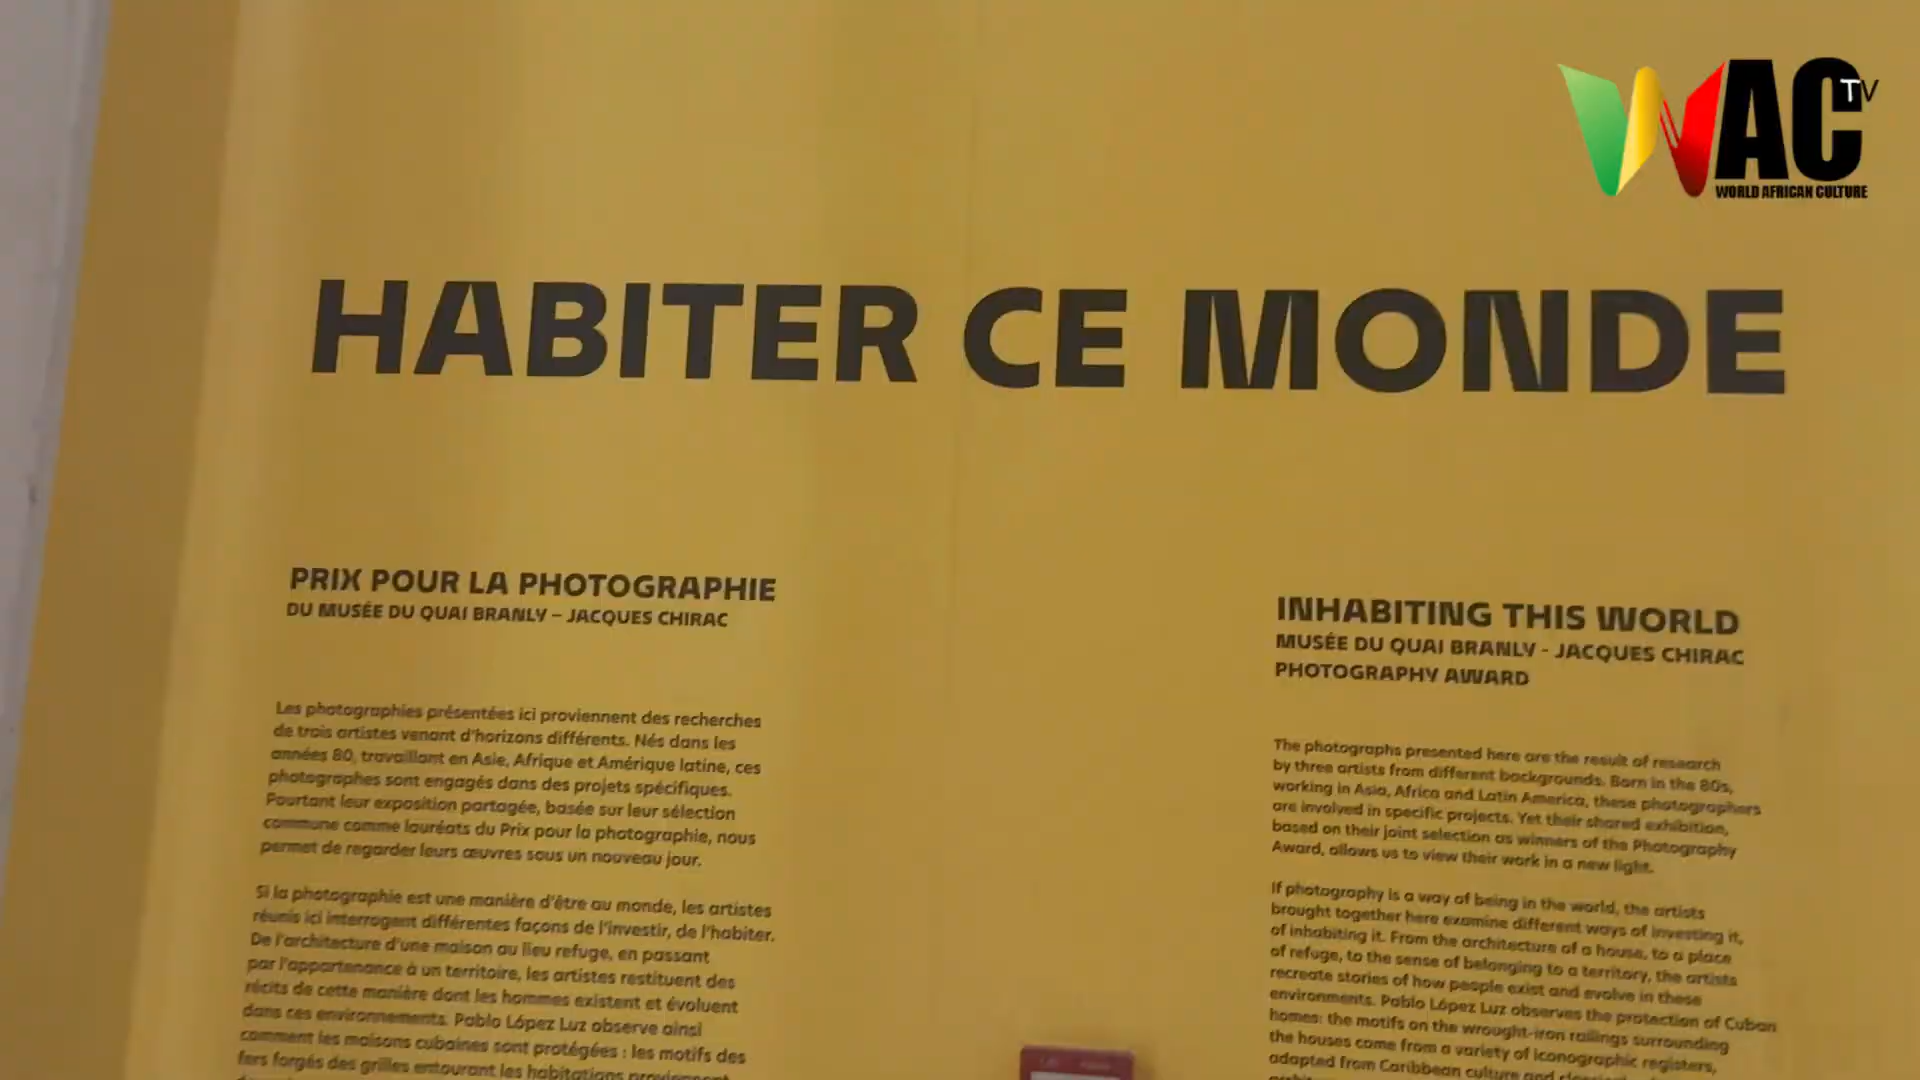 WAC TV
WORLD AFRICAN CULTURE
HABITER CE MONDE
PRIX POUR LA PHOTOGRAPHIE
DU MUSÉE DU QUAI BRANLY – JACQUES CHIRAC
Les photographies présentées ici proviennent des recherches
de trois artistes venant d'horizons différents. Nés dans les
années 80, travaillant en Asie, Afrique et Amérique latine, ces
photographes sont engagés dans des projets spécifiques.
Pourtant leur exposition partagée, basée sur leur sélection
commune comme lauréats du Prix pour la photographie, nous
permet de regarder leurs œuvres sous un nouveau jour.
Si la photographie est une manière d'être au monde, les artistes
réunis ici interrogent différentes façons de l'investir, de l'habiter.
De l'architecture d'une maison au lieu refuge, en passant
par l'appartenance à un territoire, les artistes restituent des
récits de cette manière dont les hommes existent et évoluent
dans ces environnements. Pablo López Luz observe ainsi
comment les maisons cubaines sont protégées : les motifs des
fers forgés des grilles entourant les habitations proviennent
INHABITING THIS WORLD
MUSÉE DU QUAI BRANLY - JACQUES CHIRAC
PHOTOGRAPHY AWARD
The photographs presented here are the result of research
by three artists from different backgrounds. Born in the 80s,
working in Asia, Africa and Latin America, these photographers
are involved in specific projects. Yet their shared exhibition,
based on their joint selection as winners of the Photography
Award, allows us to view their work in a new light.
If photography is a way of being in the world, the artists
brought together here examine different ways of investing it,
of inhabiting it. From the architecture of a house, to a place
of refuge, to the sense of belonging to a territory, the artists
recreate stories of how people exist and evolve in these
environments. Pablo López Luz observes the protection of Cuban
homes: the motifs on the wrought-iron railings surrounding
the houses come from a variety of iconographic registers,
adapted from Caribbean culture and